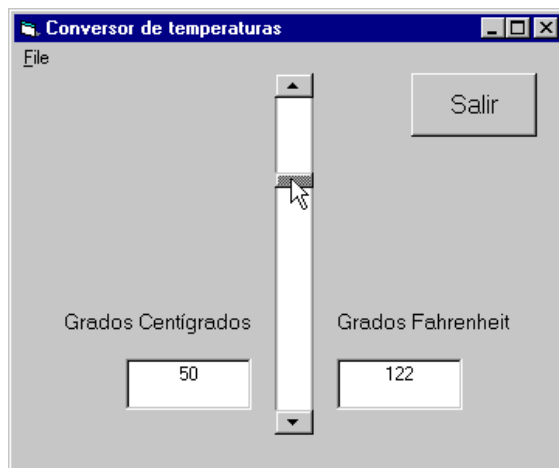 Conversor de temperaturas
File
Salir
Grados Centígrados
Grados Fahrenheit
50
122